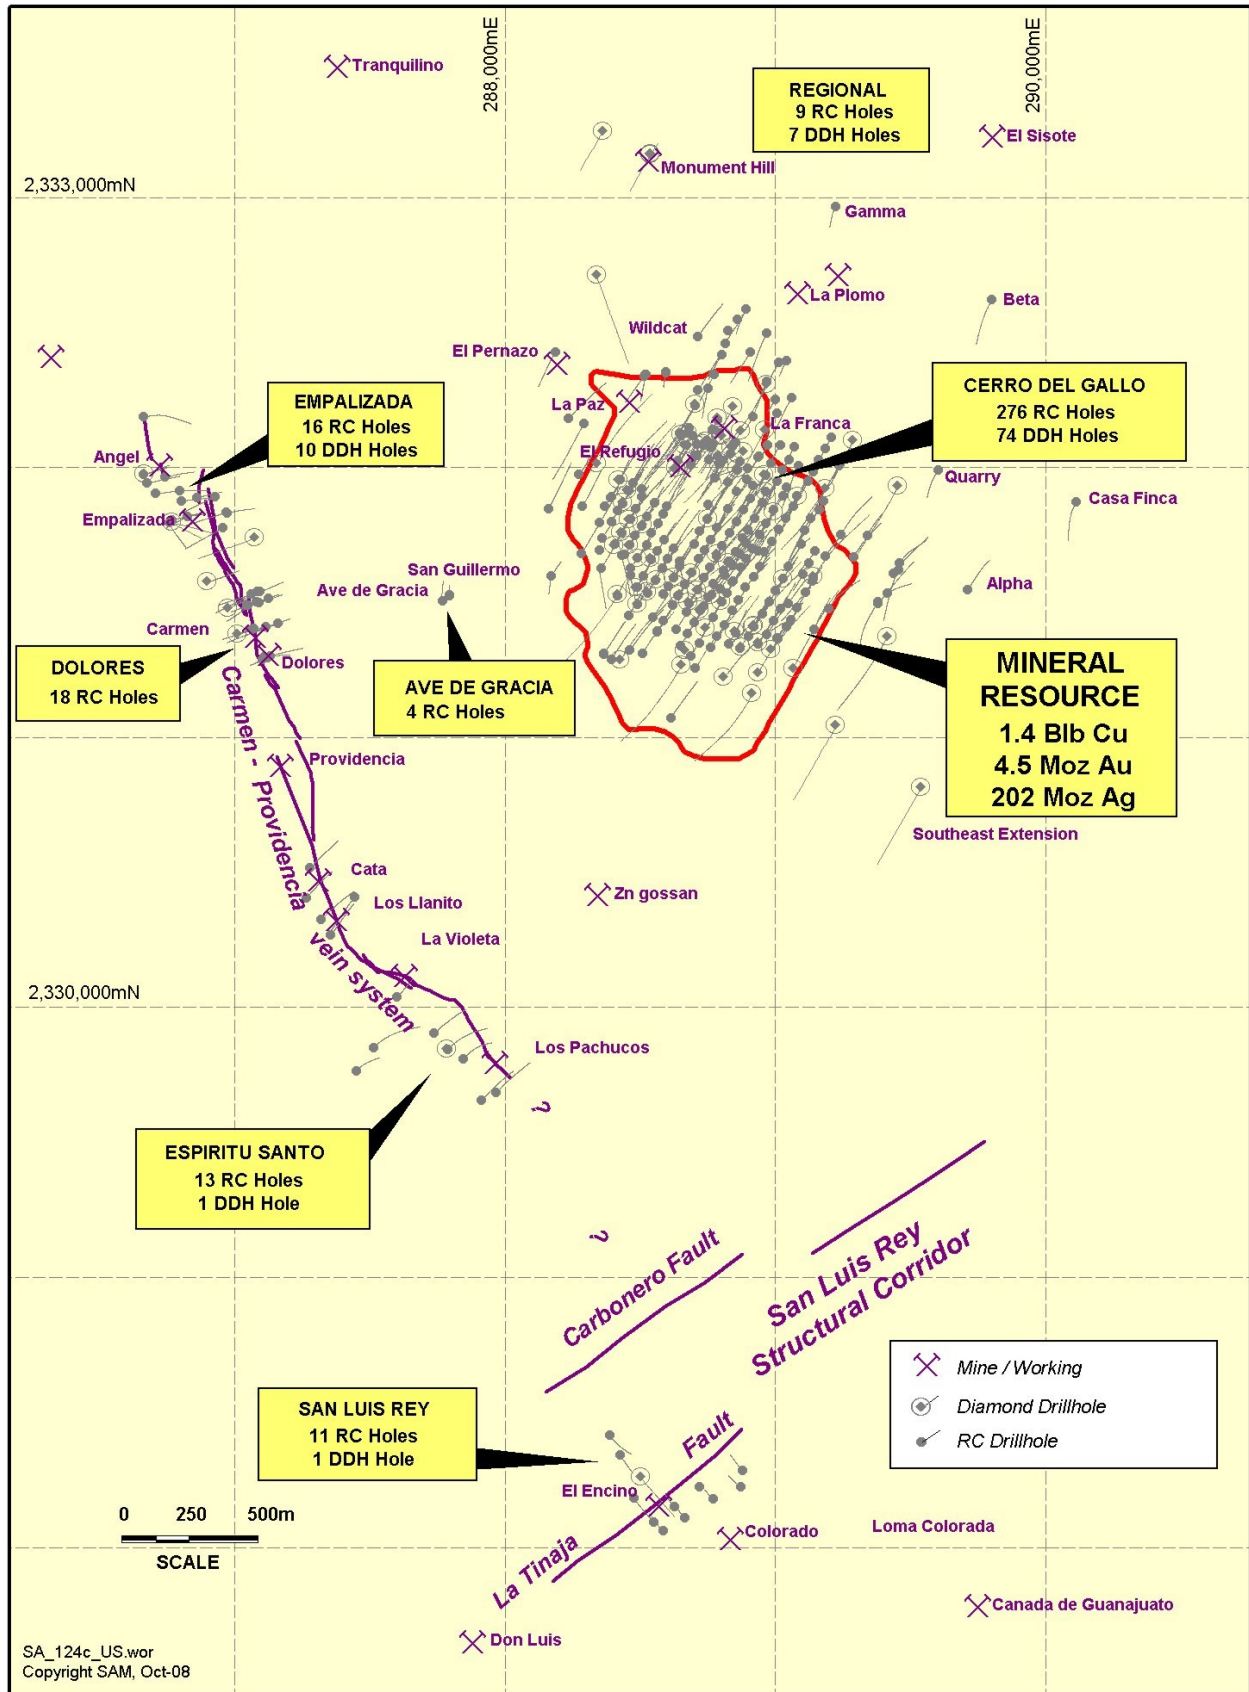 288,000mE
290,000mE
Tranquilino
REGIONAL
9 RC Holes
7 DDH Holes
El Sisote
Monument Hill
2,333,000mN
Gamma
La Plomo
Beta
Wildcat
El Pernazo
CERRO DEL GALLO
276 RC Holes
74 DDH Holes
EMPALIZADA
16 RC Holes
10 DDH Holes
La Paz
La Franca
El Refugio
Angel
Quarry
Casa Finca
Empalizada
San Guillermo
Ave de Gracia
Alpha
Carmen
Dolores
DOLORES
18 RC Holes
AVE DE GRACIA
4 RC Holes
MINERAL
RESOURCE
1.4 Blb Cu
4.5 Moz Au
202 Moz Ag
Carmen - Providencia
vein system
Providencia
Southeast Extension
Cata
Zn gossan
Los Llanito
La Violeta
2,330,000mN
Los Pachucos
?
ESPIRITU SANTO
13 RC Holes
1 DDH Hole
?
Carbonero Fault
San Luis Rey
Structural Corridor
Mine / Working
Diamond Drillhole
RC Drillhole
SAN LUIS REY
11 RC Holes
1 DDH Hole
La Tinaja Fault
El Encino
Colorado
Loma Colorada
0 250 500m
SCALE
Canada de Guanajuato
Don Luis
SA_124c_US.wor
Copyright SAM, Oct-08